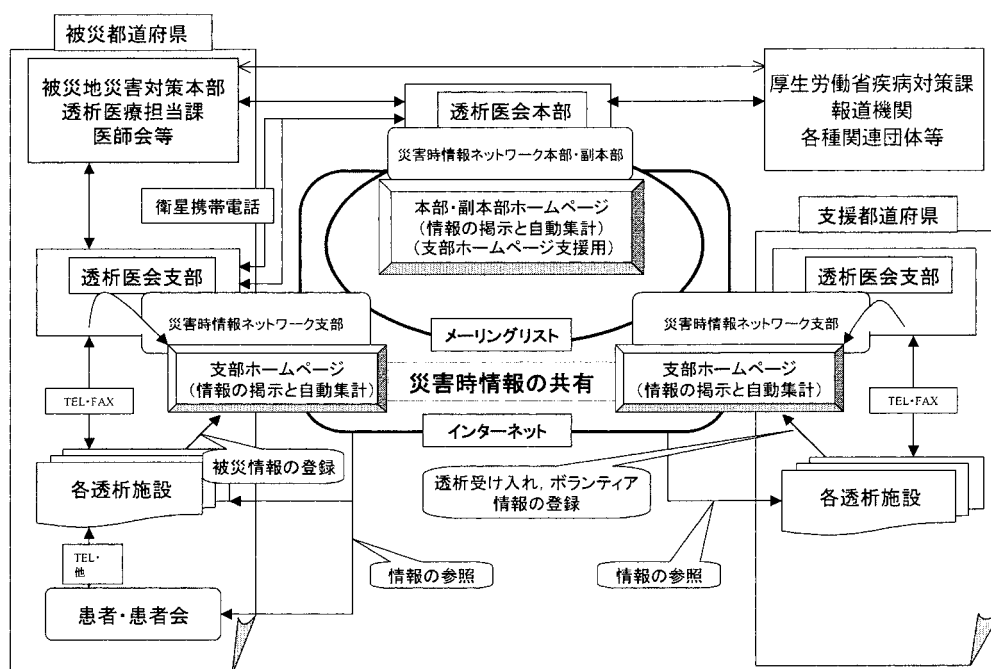 被災都道府県
被災地災害対策本部
透析医療担当課
医師会等
透析医会本部
災害時情報ネットワーク本部・副本部
厚生労働省疾病対策課
報道機関
各種関連団体等
衛星携帯電話
本部・副本部ホームページ
(情報の掲示と自動集計)
(支部ホームページ支援用)
支援都道府県
透析医会支部
災害時情報ネットワーク支部
支部ホームページ
(情報の掲示と自動集計)
メーリングリスト
災害時情報の共有
インターネット
透析医会支部
災害時情報ネットワーク支部
支部ホームページ
(情報の掲示と自動集計)
TEL・FAX
TEL・FAX
被災情報の登録
透析受け入れ,ボランティア
情報の登録
各透析施設
各透析施設
TEL・
他
情報の参照
情報の参照
患者・患者会